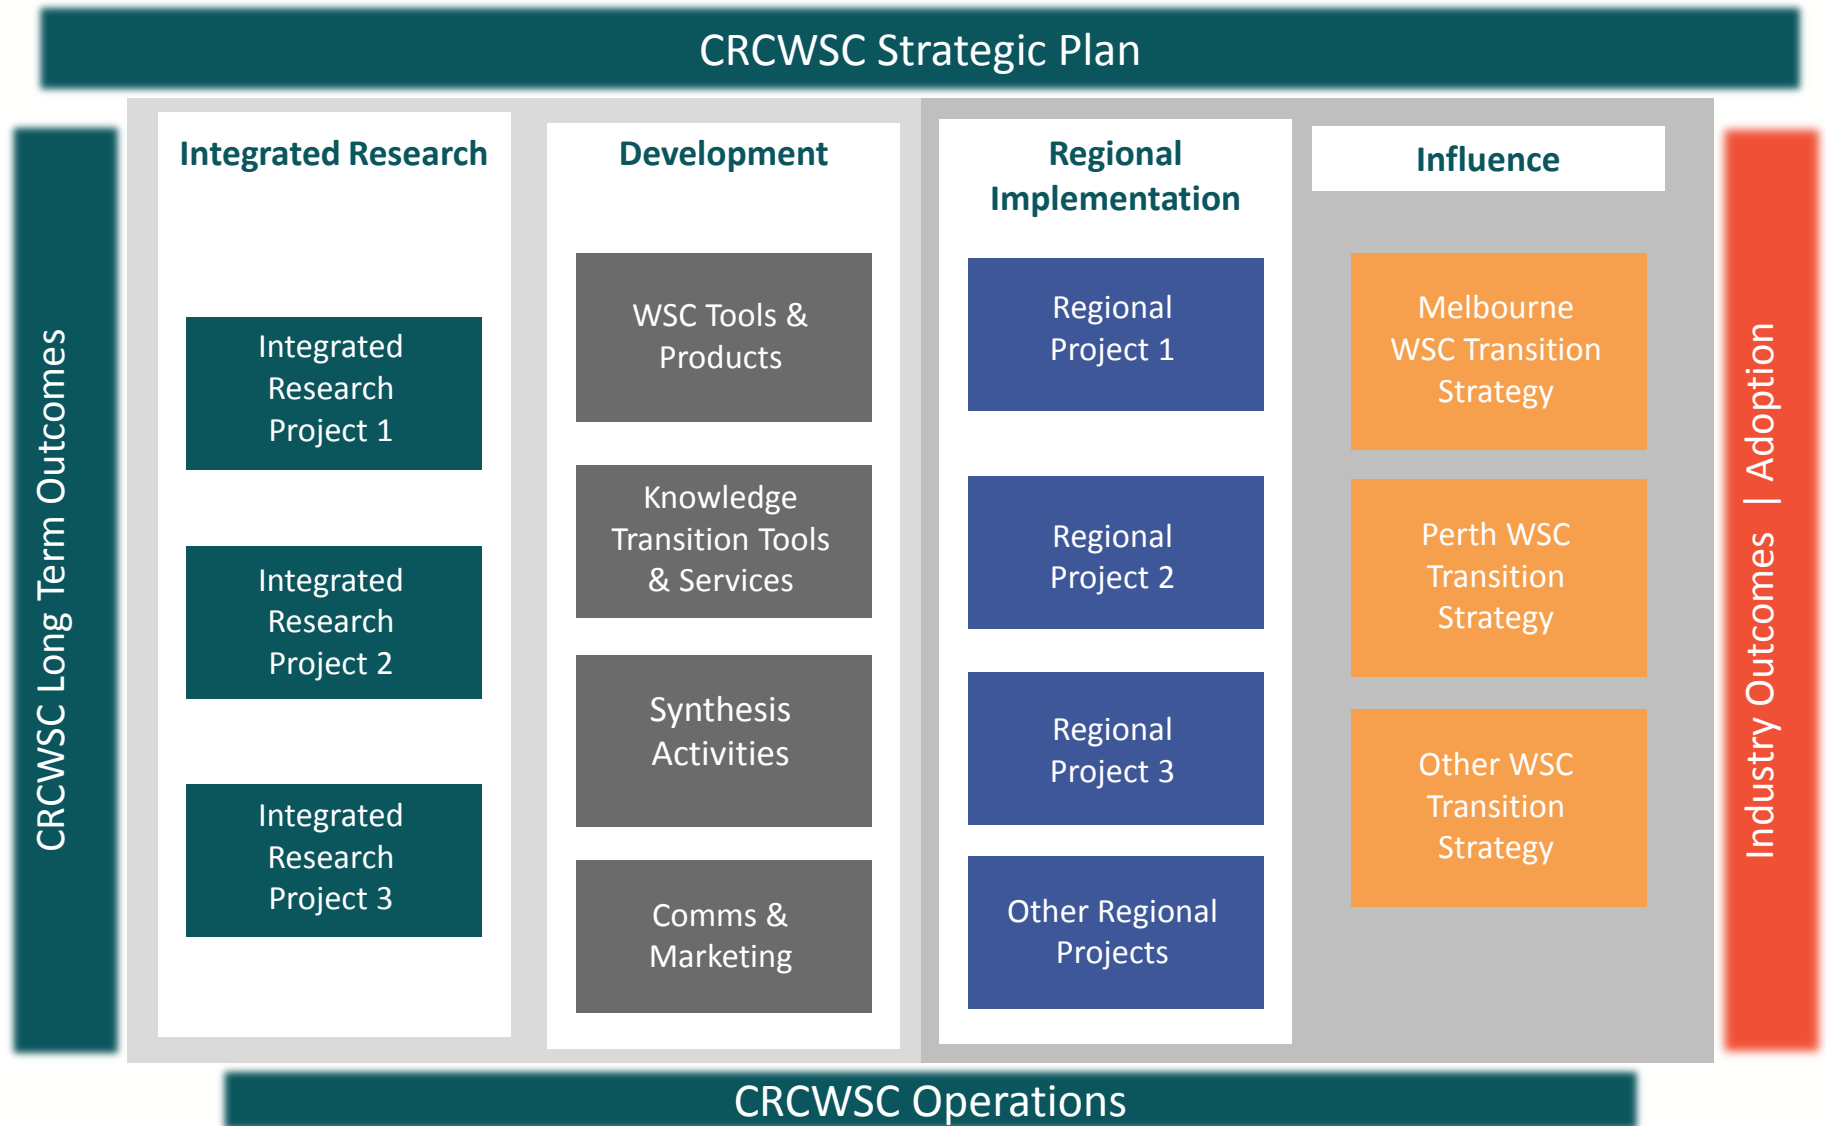 CRCWSC Strategic Plan
CRCWSC Long Term Outcomes
Integrated Research
Integrated
Research
Project 1
Integrated
Research
Project 2
Integrated
Research
Project 3
Development
WSC Tools &
Products
Knowledge
Transition Tools
& Services
Synthesis
Activities
Comms &
Marketing
Regional
Implementation
Regional
Project 1
Regional
Project 2
Regional
Project 3
Other Regional
Projects
Influence
Melbourne
WSC Transition
Strategy
Perth WSC
Transition
Strategy
Other WSC
Transition
Strategy
Industry Outcomes | Adoption
CRCWSC Operations